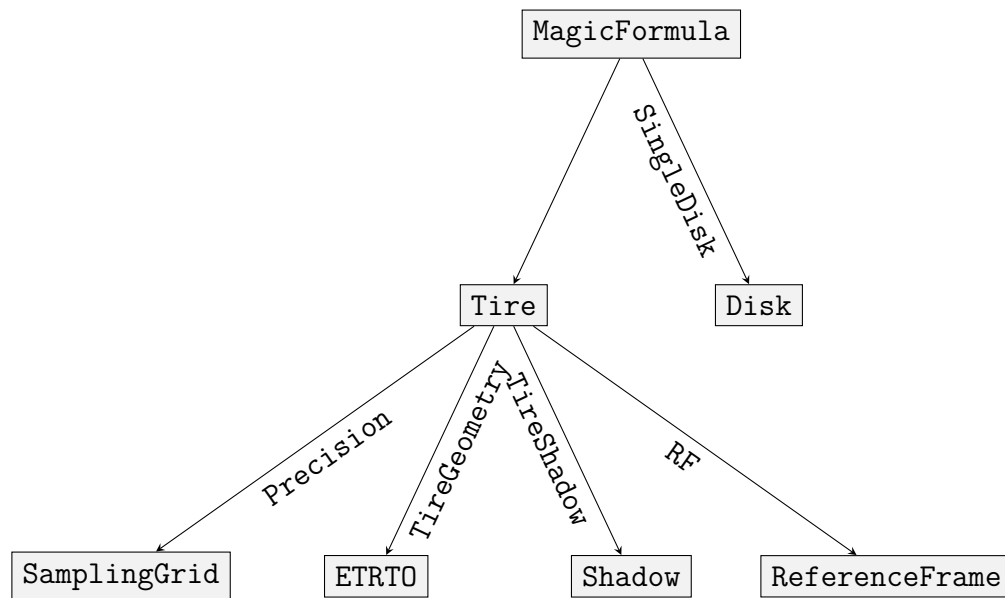 MagicFormula
SingleDisk
Tire
Disk
Precision
TireGeometry
TireShadow
RF
SamplingGrid
ETRTO
Shadow
ReferenceFrame